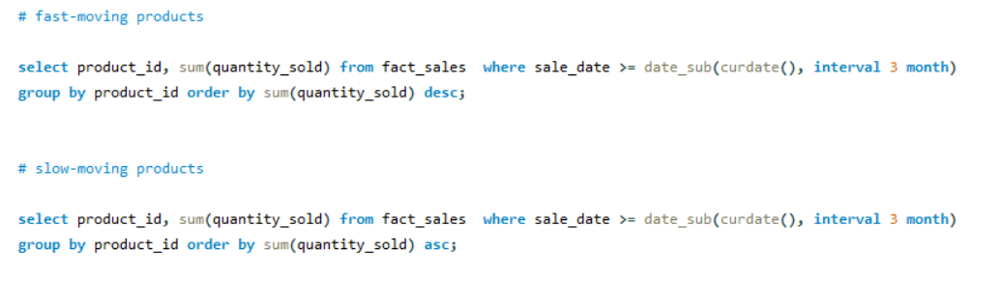 # fast-moving products
select product_id, sum(quantity_sold) from fact_sales  where sale_date >= date_sub(curdate(), interval 3 month)
group by product_id order by sum(quantity_sold) desc;
# slow-moving products
select product_id, sum(quantity_sold) from fact_sales  where sale_date >= date_sub(curdate(), interval 3 month)
group by product_id order by sum(quantity_sold) asc;